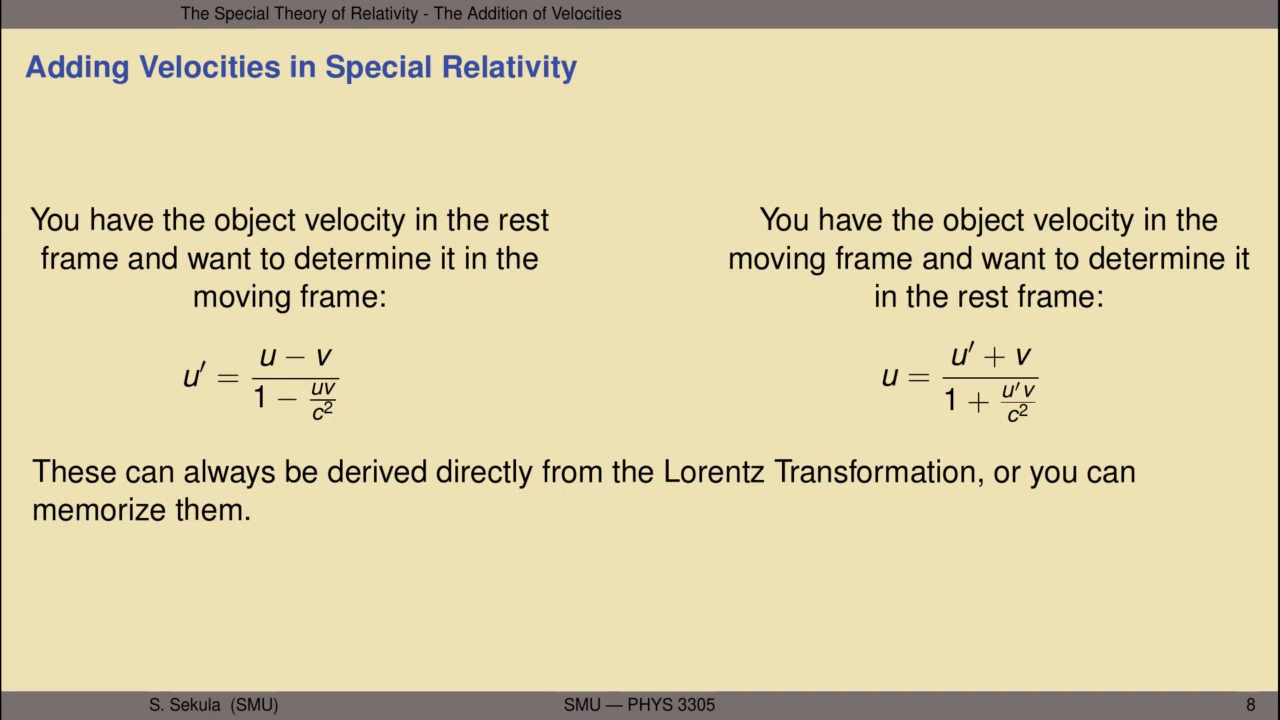 The Special Theory of Relativity - The Addition of Velocities
Adding Velocities in Special Relativity
You have the object velocity in the rest
frame and want to determine it in the
moving frame:
u′ = (u − v) / (1 − uv/c²)
You have the object velocity in the
moving frame and want to determine it
in the rest frame:
u = (u′ + v) / (1 + u′v/c²)
These can always be derived directly from the Lorentz Transformation, or you can
memorize them.
S. Sekula (SMU) SMU — PHYS 3305 8